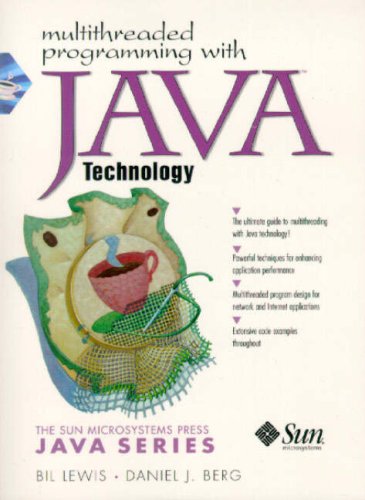 multithreaded
programming with
JAVA™
Technology
The ultimate guide to multithreading
with Java technology!
Powerful techniques for enhancing
application performance
Multithreaded program design for
network and Internet applications
Extensive code examples
throughout
THE SUN MICROSYSTEMS PRESS
JAVA SERIES
Sun
microsystems
BIL LEWIS • DANIEL J. BERG